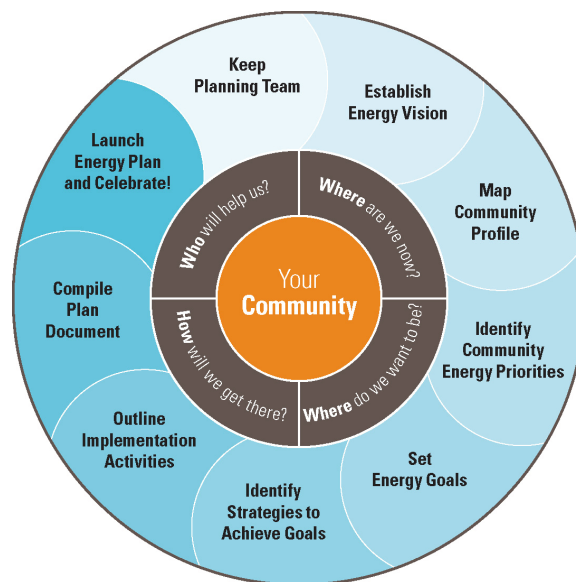 Keep
Planning Team
Establish
Energy Vision
Map
Community
Profile
Identify
Community
Energy Priorities
Set
Energy Goals
Identify
Strategies to
Achieve Goals
Outline
Implementation
Activities
Compile
Plan
Document
Launch
Energy Plan
and Celebrate!
Who will help us?
Where are we now?
Where do we want to be?
How will we get there?
Your
Community